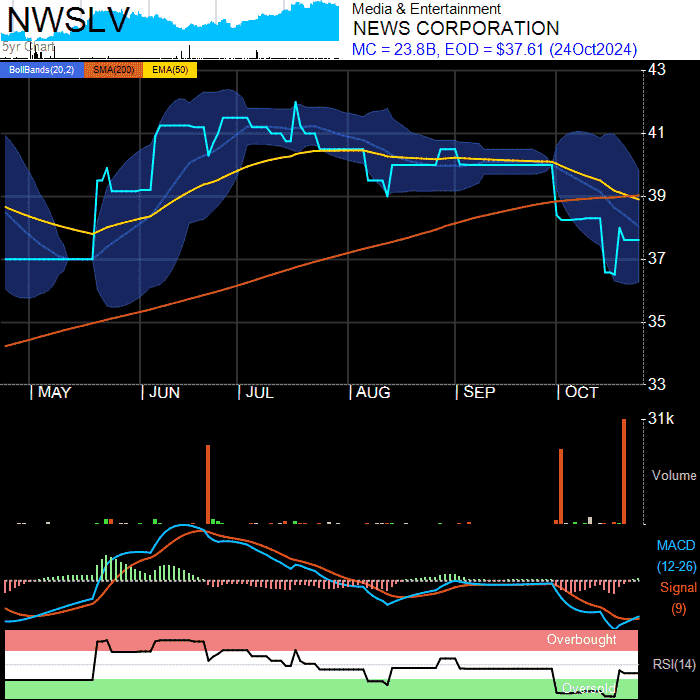 NWSLV
5yr Chart
Media & Entertainment
NEWS CORPORATION
MC = 23.8B, EOD = $37.61 (24Oct2024)
BollBands(20,2) SMA(200) EMA(50)
43
41
39
37
35
33
MAY JUN JUL AUG SEP OCT
31k
Volume
MACD
(12-26)
Signal
(9)
Overbought
RSI(14)
Oversold